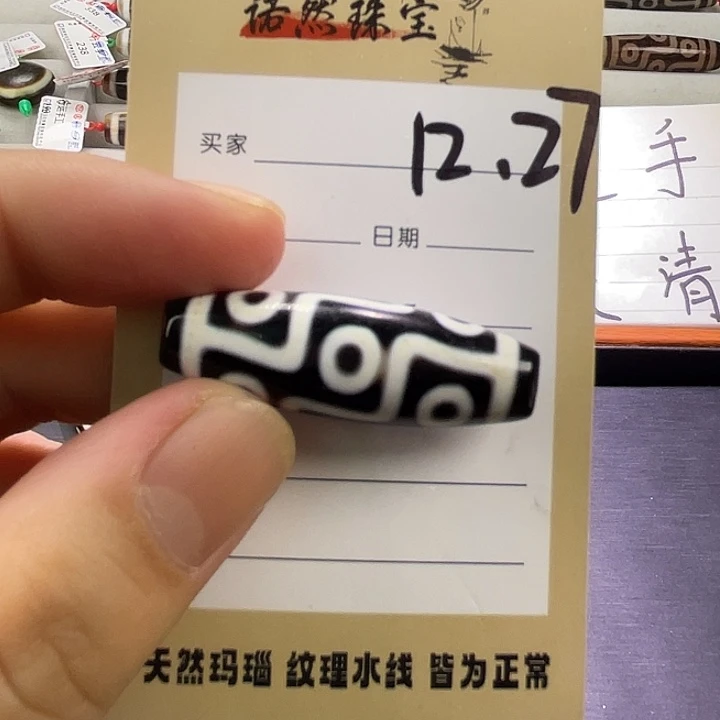 诺然珠宝
12.27
买家
日期
手
清
238
天然玛瑙 纹理水线 皆为正常